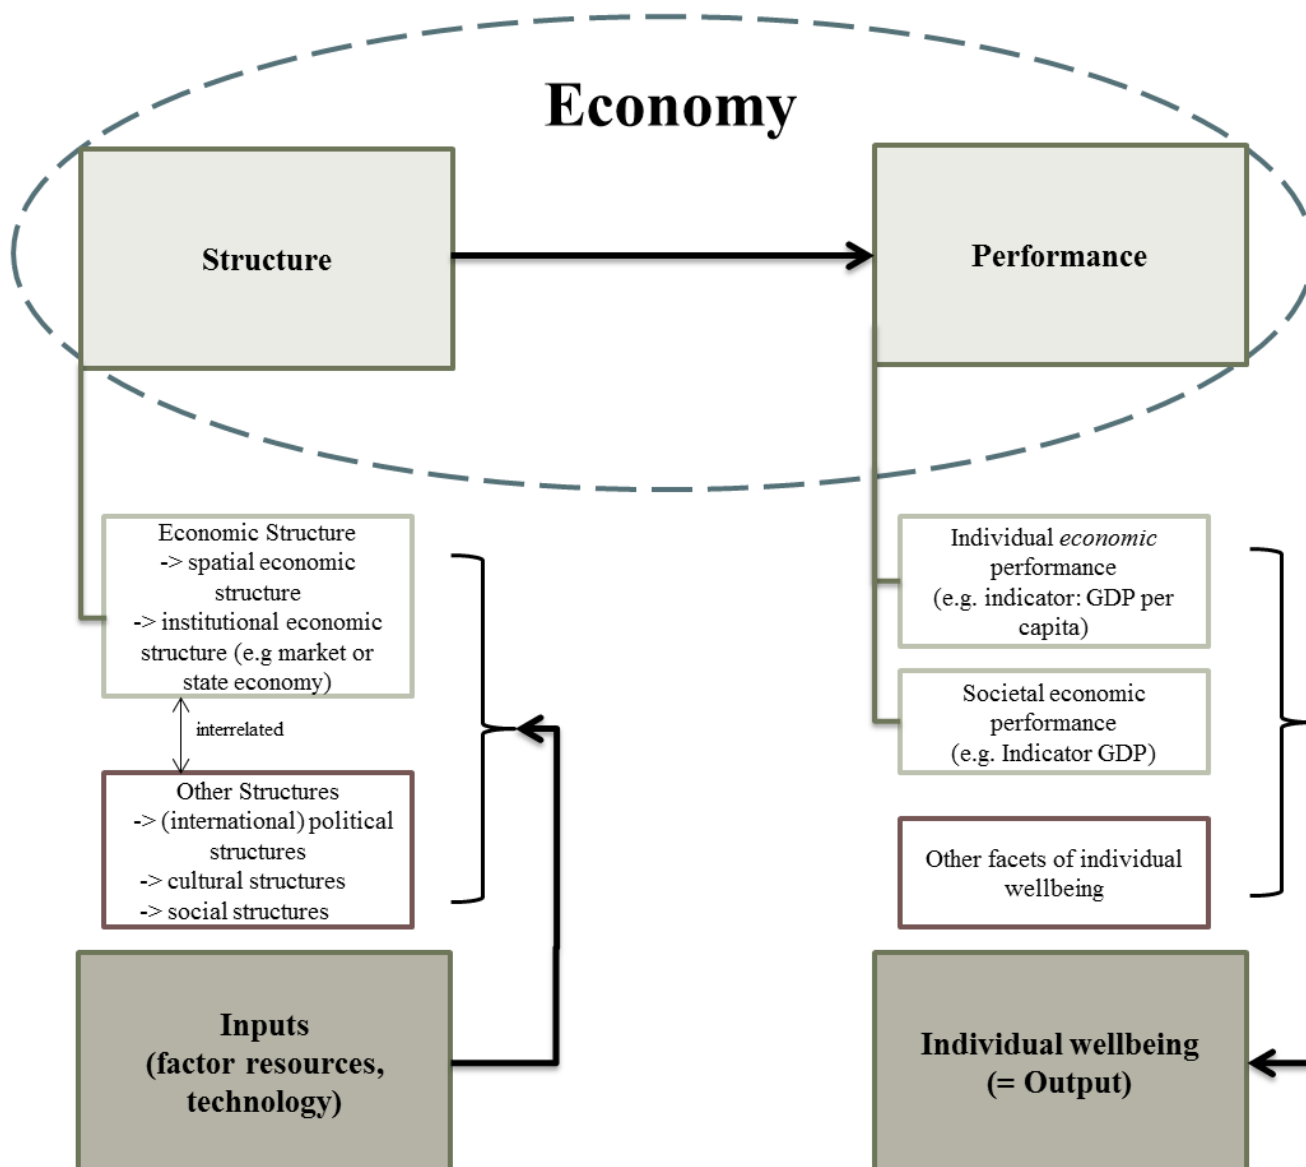 Economy
Structure
Performance
Economic Structure
-> spatial economic
structure
-> institutional economic
structure (e.g market or
state economy)
interrelated
Other Structures
-> (international) political
structures
-> cultural structures
-> social structures
Inputs
(factor resources,
technology)
Individual economic
performance
(e.g. indicator: GDP per
capita)
Societal economic
performance
(e.g. Indicator GDP)
Other facets of individual
wellbeing
Individual wellbeing
(= Output)